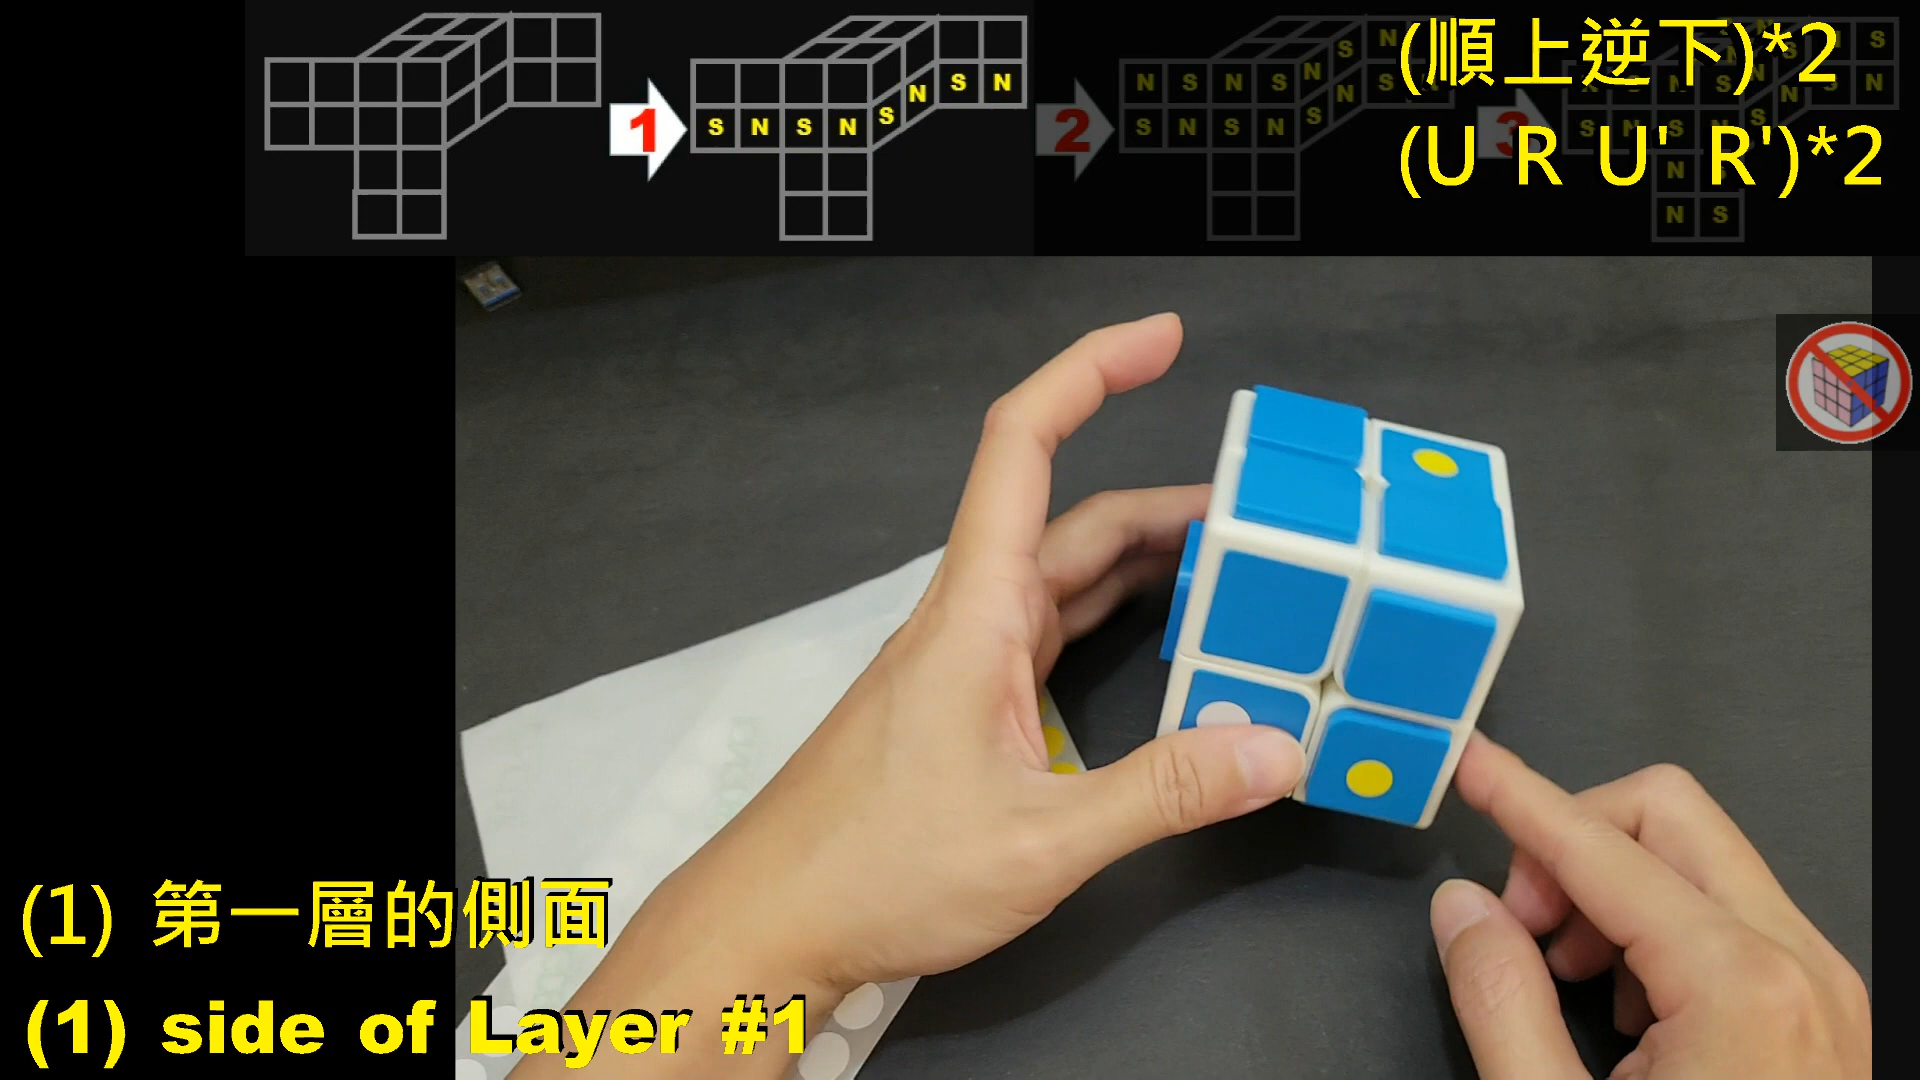 (順上逆下)*2
(U R U' R')*2
1
2
3
S N S N S N S N
N S N S N S S N
S N S N S N S
N S
(1) 第一層的側面
(1) side of Layer #1